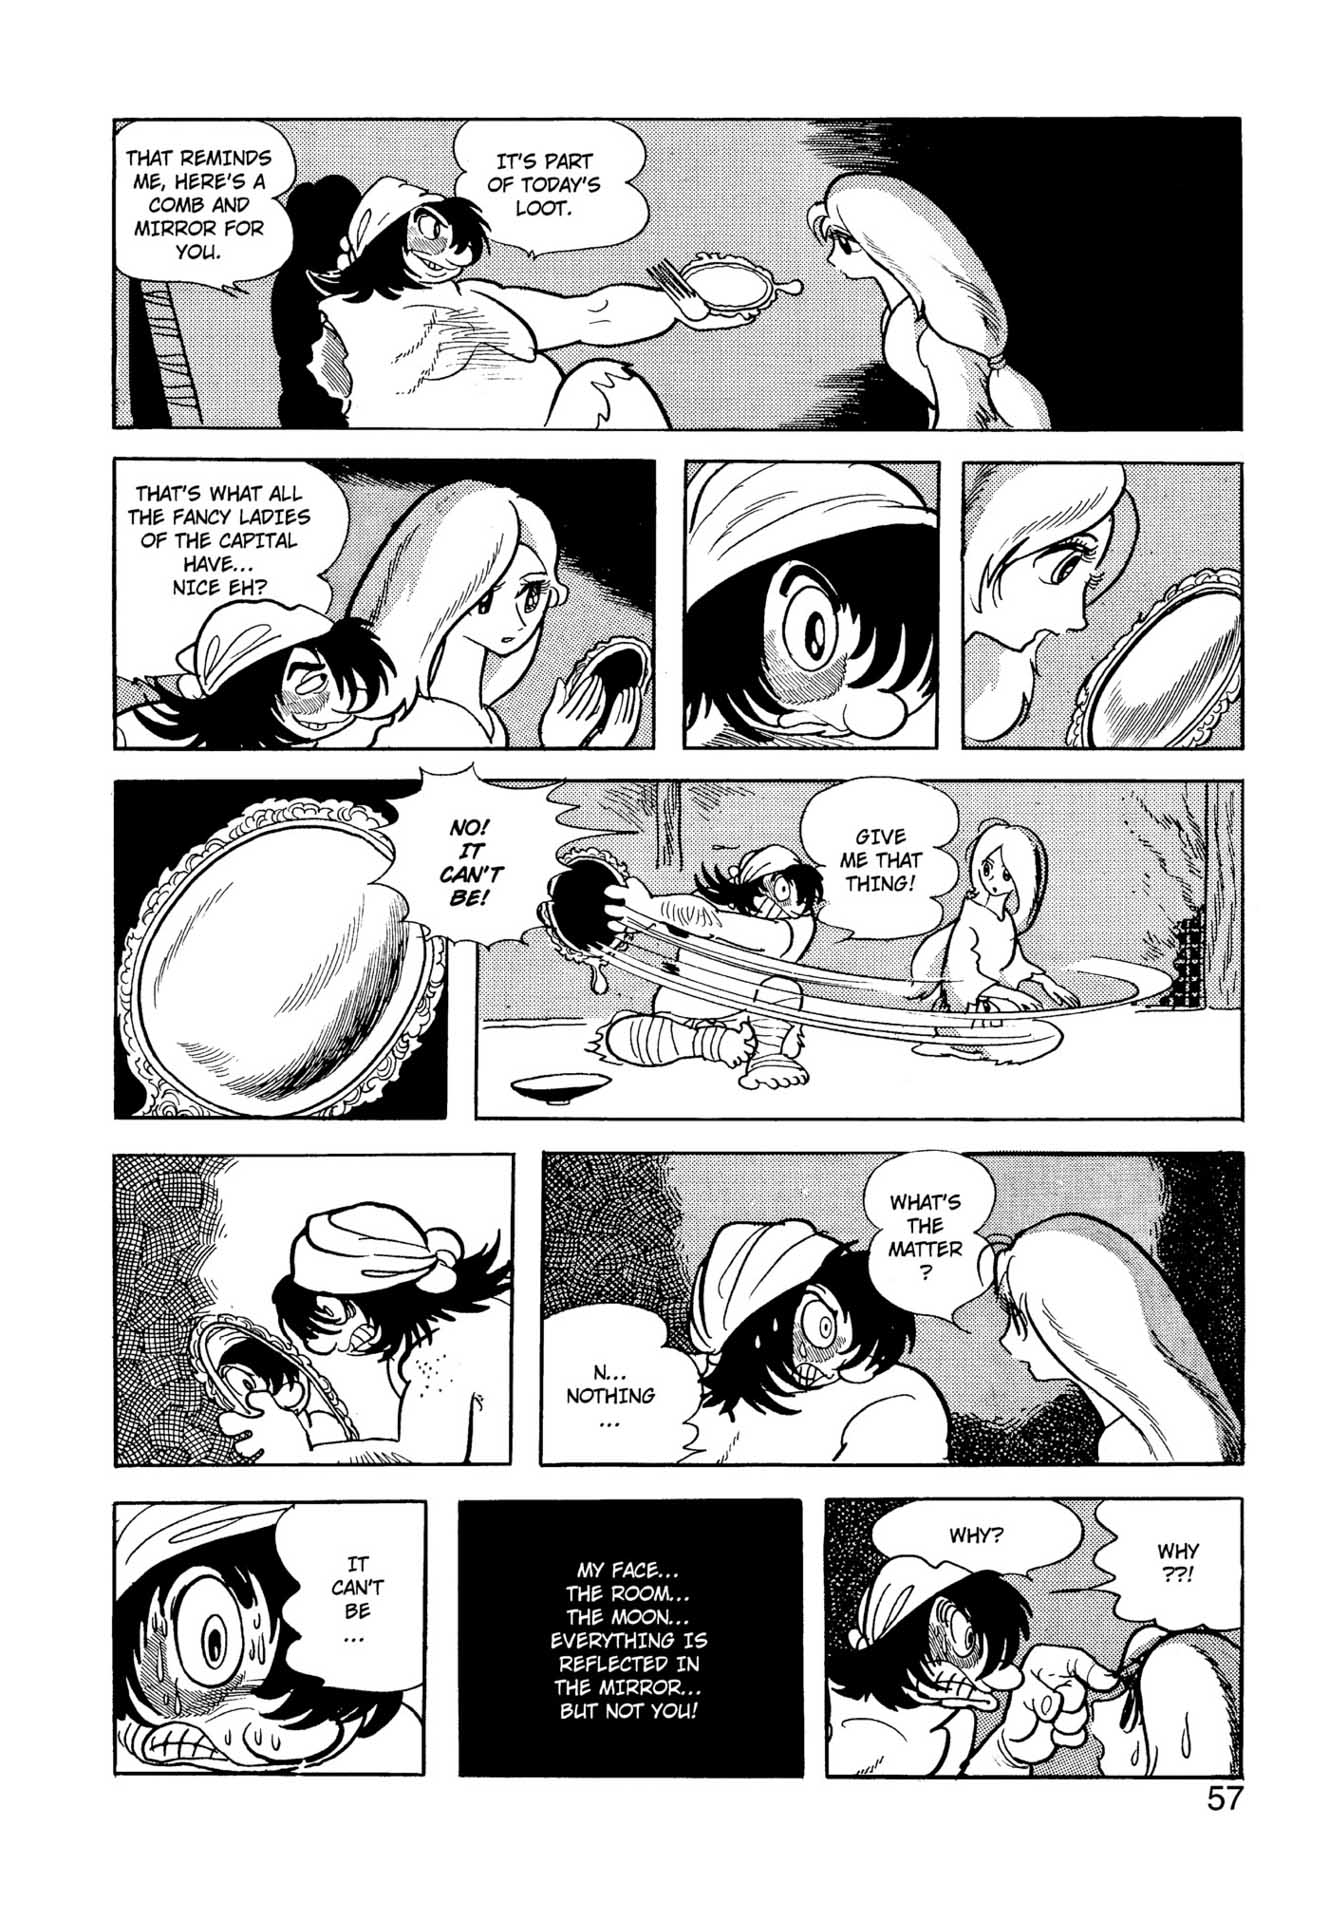 THAT REMINDS
ME, HERE'S A
COMB AND
MIRROR FOR
YOU.
IT'S PART
OF TODAY'S
LOOT.
THAT'S WHAT ALL
THE FANCY LADIES
OF THE CAPITAL
HAVE...
NICE EH?
NO!
IT
CAN'T
BE!
GIVE
ME THAT
THING!
WHAT'S
THE
MATTER
?
N...
NOTHING
...
IT
CAN'T
BE
...
MY FACE...
THE ROOM...
THE MOON...
EVERYTHING IS
REFLECTED IN
THE MIRROR...
BUT NOT YOU!
WHY?
WHY
??!
57